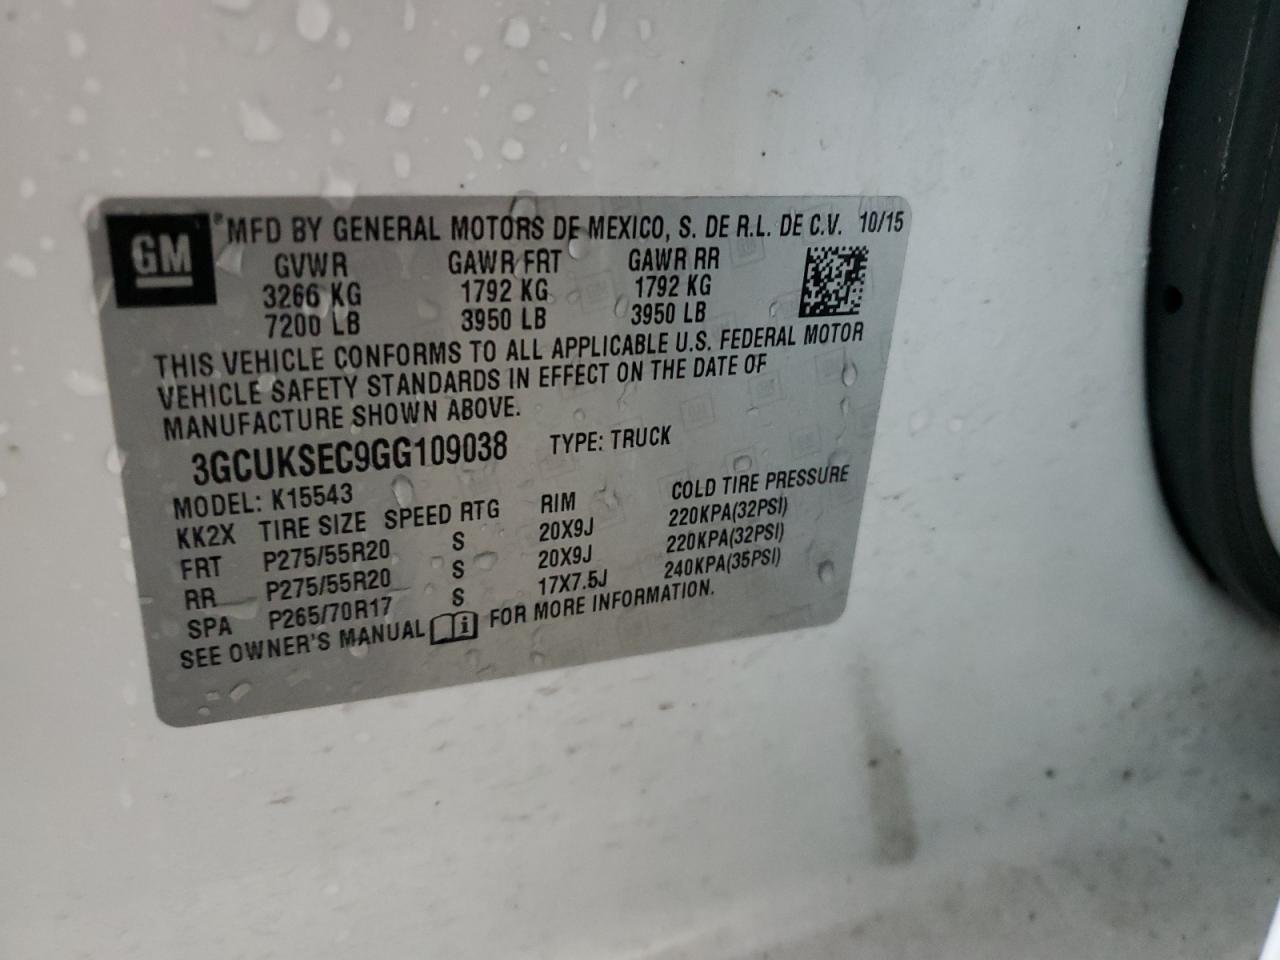 GM ® MFD BY GENERAL MOTORS DE MEXICO, S. DE R.L. DE C.V. 10/15
GVWR GAWR FRT GAWR RR
3266 KG 1792 KG 1792 KG
7200 LB 3950 LB 3950 LB
THIS VEHICLE CONFORMS TO ALL APPLICABLE U.S. FEDERAL MOTOR
VEHICLE SAFETY STANDARDS IN EFFECT ON THE DATE OF
MANUFACTURE SHOWN ABOVE.
3GCUKSEC9GG109038 TYPE: TRUCK
MODEL: K15543
KK2X TIRE SIZE SPEED RTG RIM COLD TIRE PRESSURE
FRT P275/55R20 S 20X9J 220KPA(32PSI)
RR P275/55R20 S 20X9J 220KPA(32PSI)
SPA P265/70R17 S 17X7.5J 240KPA(35PSI)
SEE OWNER'S MANUAL i FOR MORE INFORMATION.